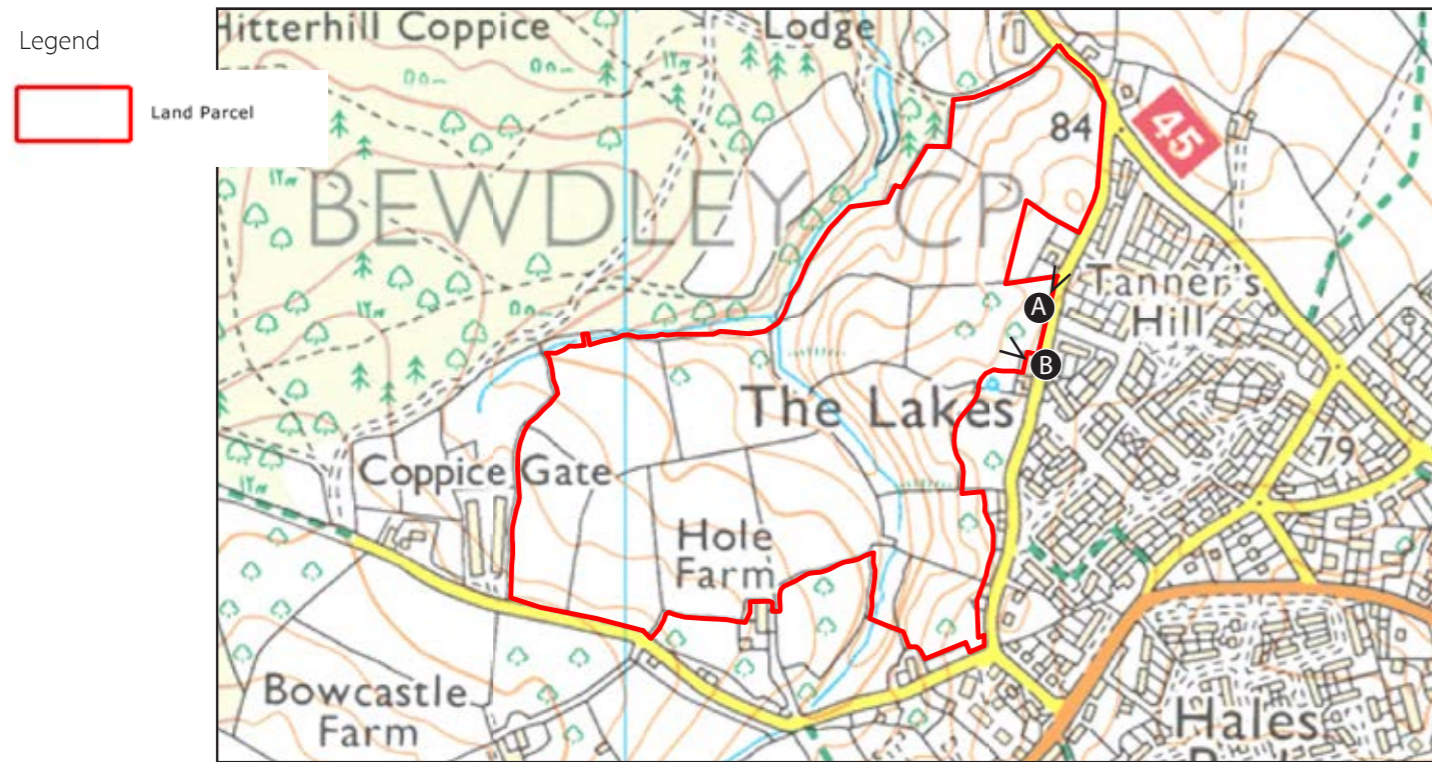 Legend
Land Parcel
Hitterhill Coppice
Lodge
84
45
BEWDLEY CP
Tanner's
Hill
A
B
The Lakes
79
Coppice Gate
Hole
Farm
Bowcastle
Farm
Hales